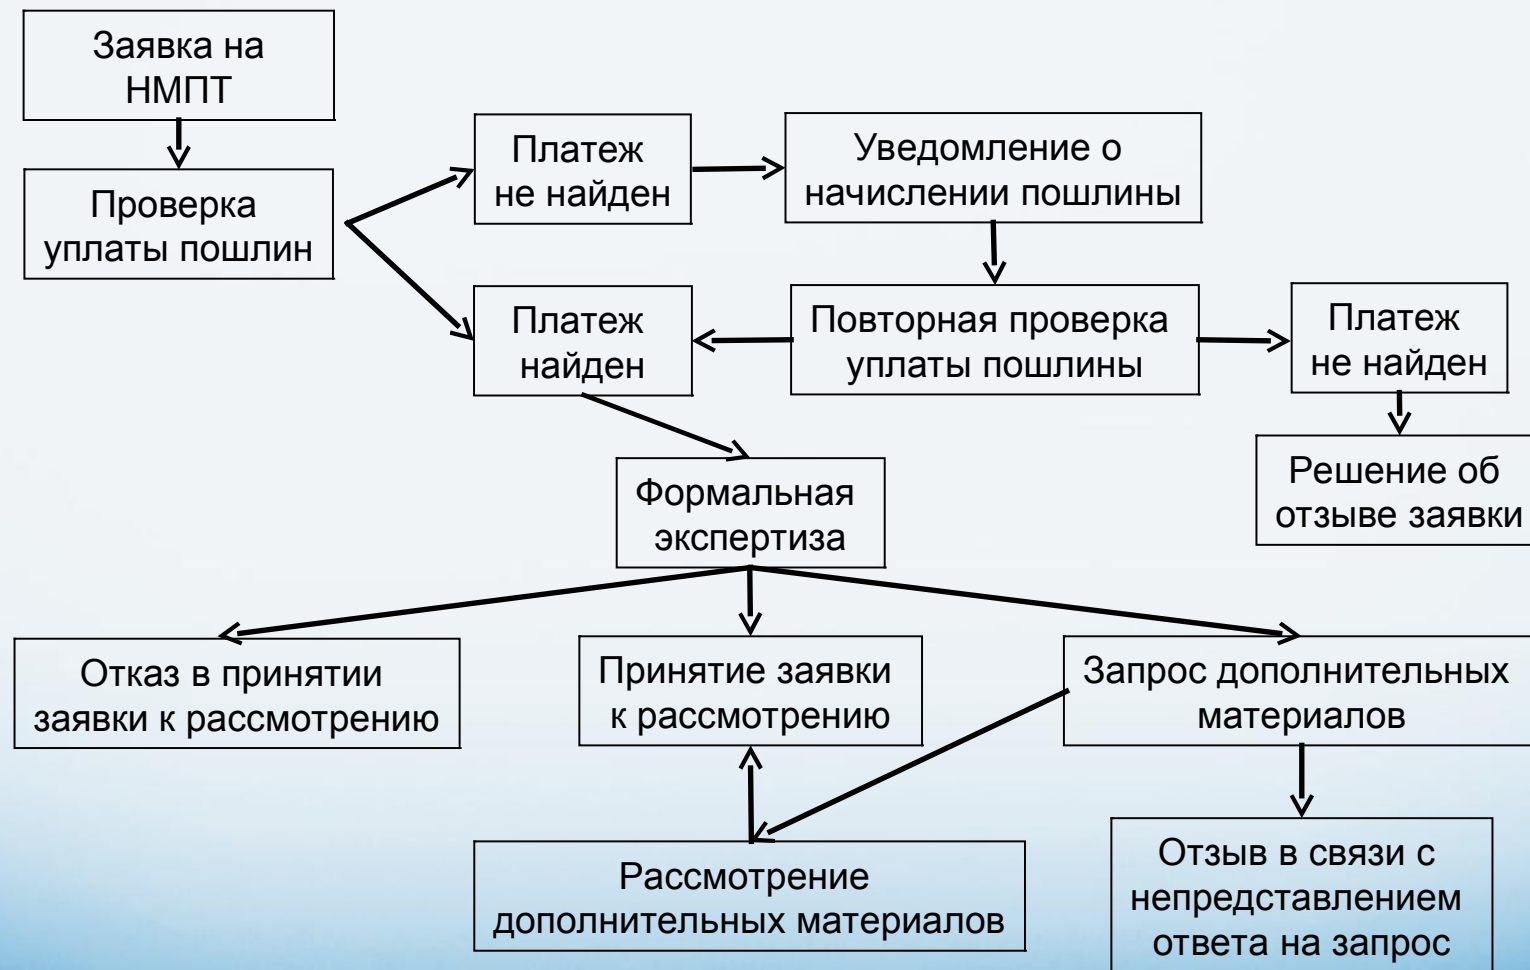 Заявка на
НМПТ
Проверка
уплаты пошлин
Платеж
не найден
Уведомление о
начислении пошлины
Платеж
найден
Повторная проверка
уплаты пошлины
Платеж
не найден
Решение об
отзыве заявки
Формальная
экспертиза
Отказ в принятии
заявки к рассмотрению
Принятие заявки
к рассмотрению
Запрос дополнительных
материалов
Рассмотрение
дополнительных материалов
Отзыв в связи с
непредставлением
ответа на запрос